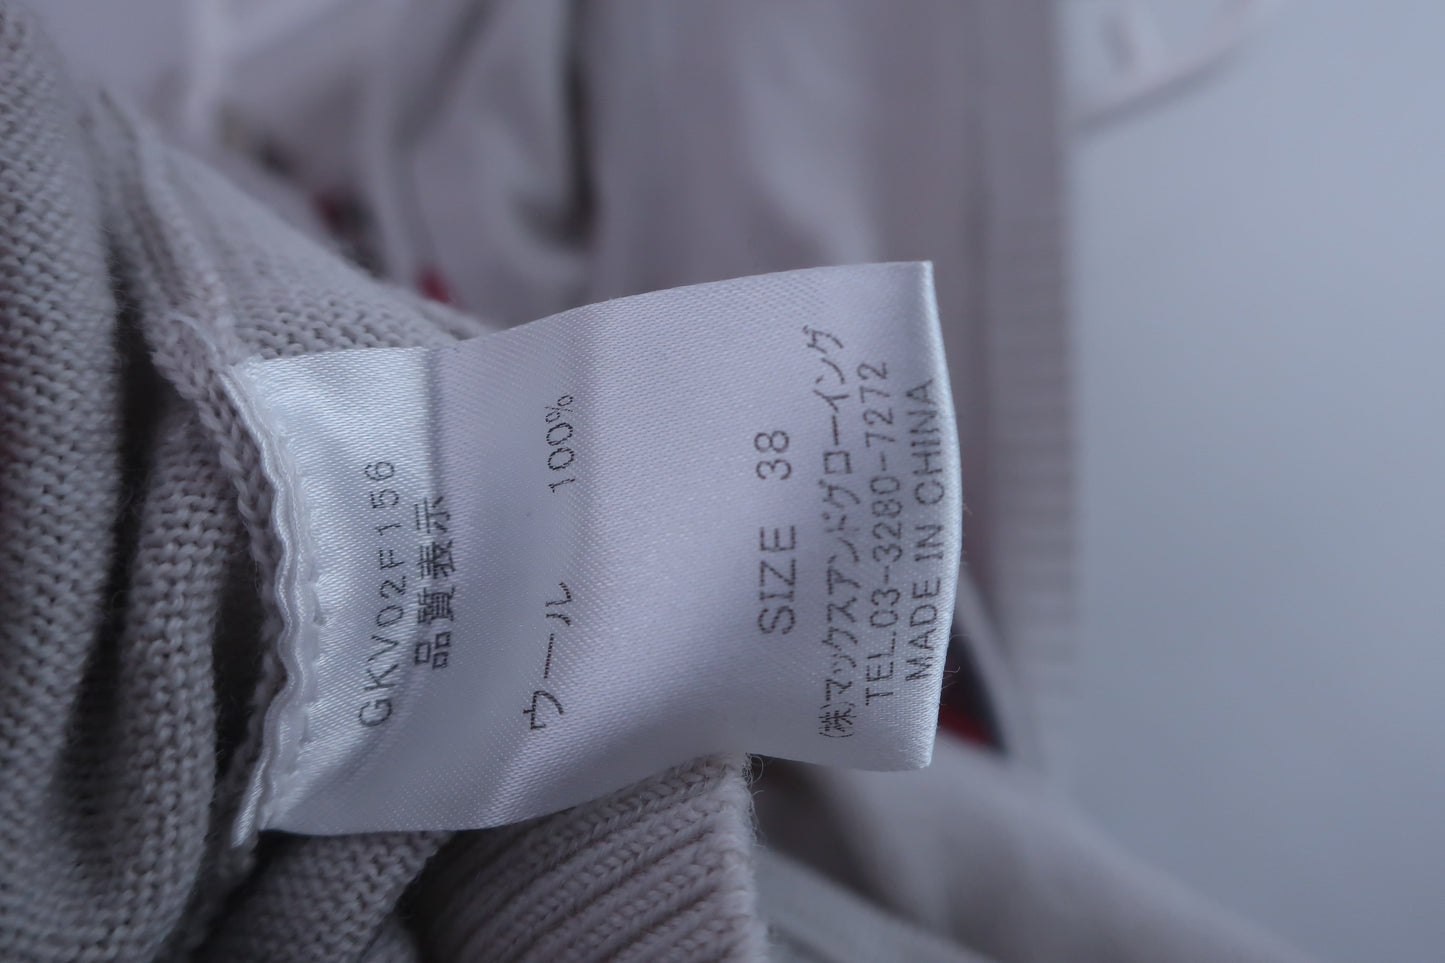 GKV02F156
品質表示
ウール 100%
SIZE 38
(株)マックスアンドグローイング
TEL.03-3280-7272
MADE IN CHINA